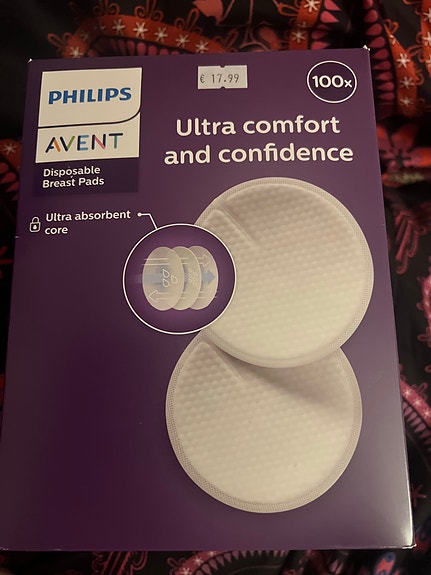 € 17.99
100x
PHILIPS
AVENT
Disposable
Breast Pads
Ultra comfort
and confidence
Ultra absorbent
core